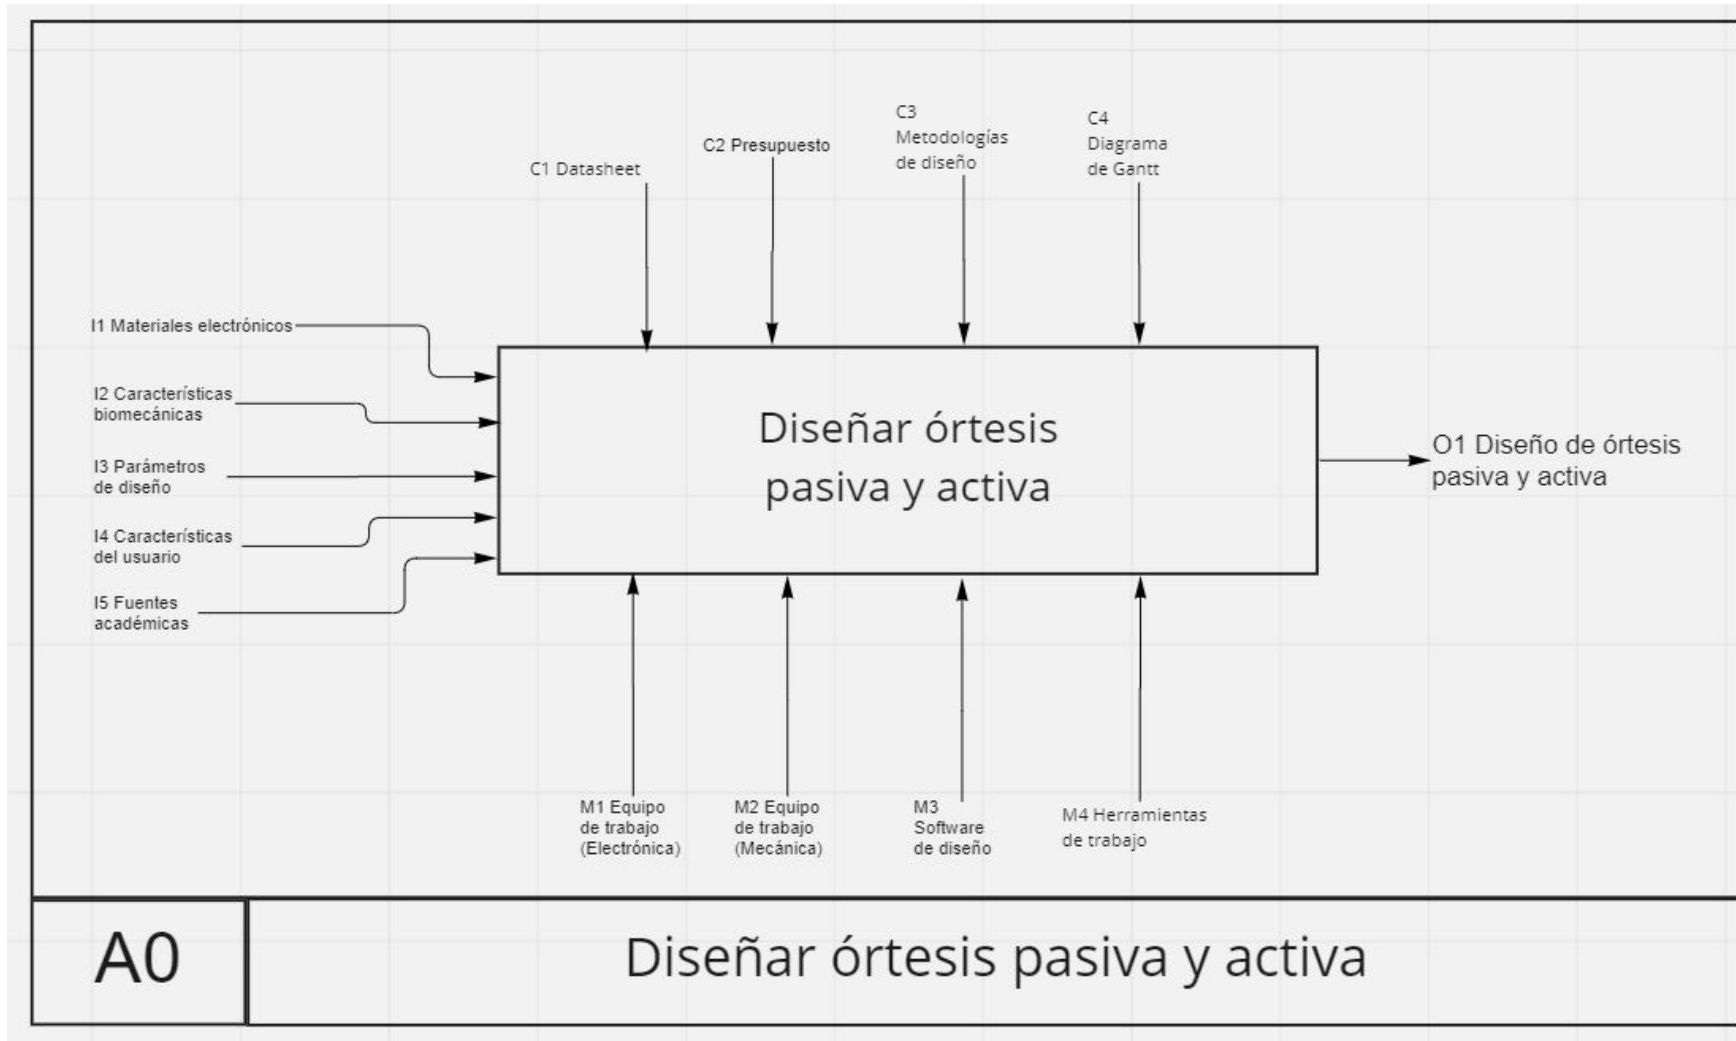 C1 Datasheet
C2 Presupuesto
C3
Metodologías
de diseño
C4
Diagrama
de Gantt
I1 Materiales electrónicos
I2 Características
biomecánicas
I3 Parámetros
de diseño
I4 Características
del usuario
I5 Fuentes
académicas
Diseñar órtesis
pasiva y activa
O1 Diseño de órtesis
pasiva y activa
M1 Equipo
de trabajo
(Electrónica)
M2 Equipo
de trabajo
(Mecánica)
M3
Software
de diseño
M4 Herramientas
de trabajo
A0
Diseñar órtesis pasiva y activa